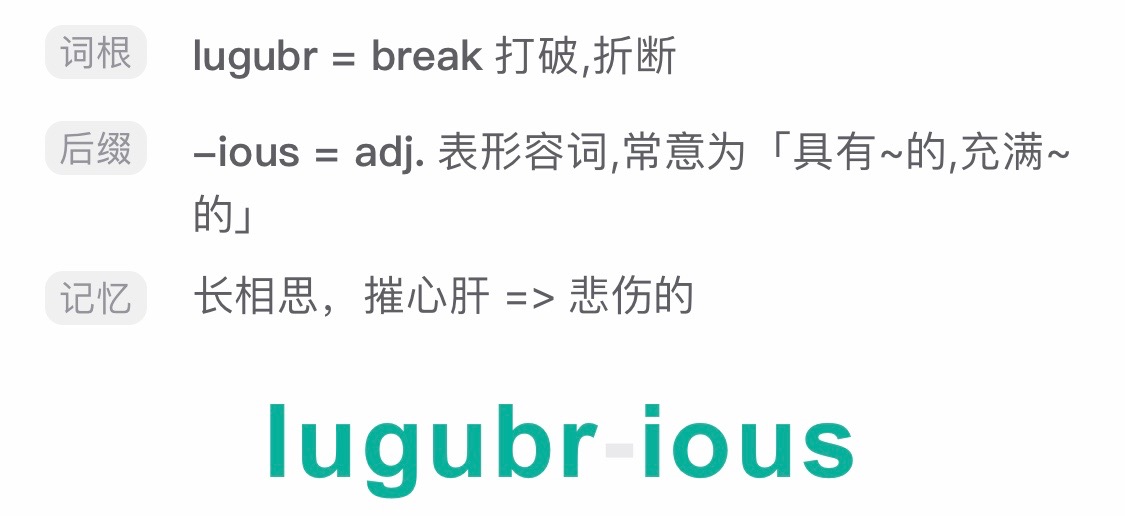 词根 lugubr = break 打破,折断
后缀 –ious = adj. 表形容词,常意为「具有~的,充满~
的」
记忆 长相思，摧心肝 => 悲伤的
lugubr-ious